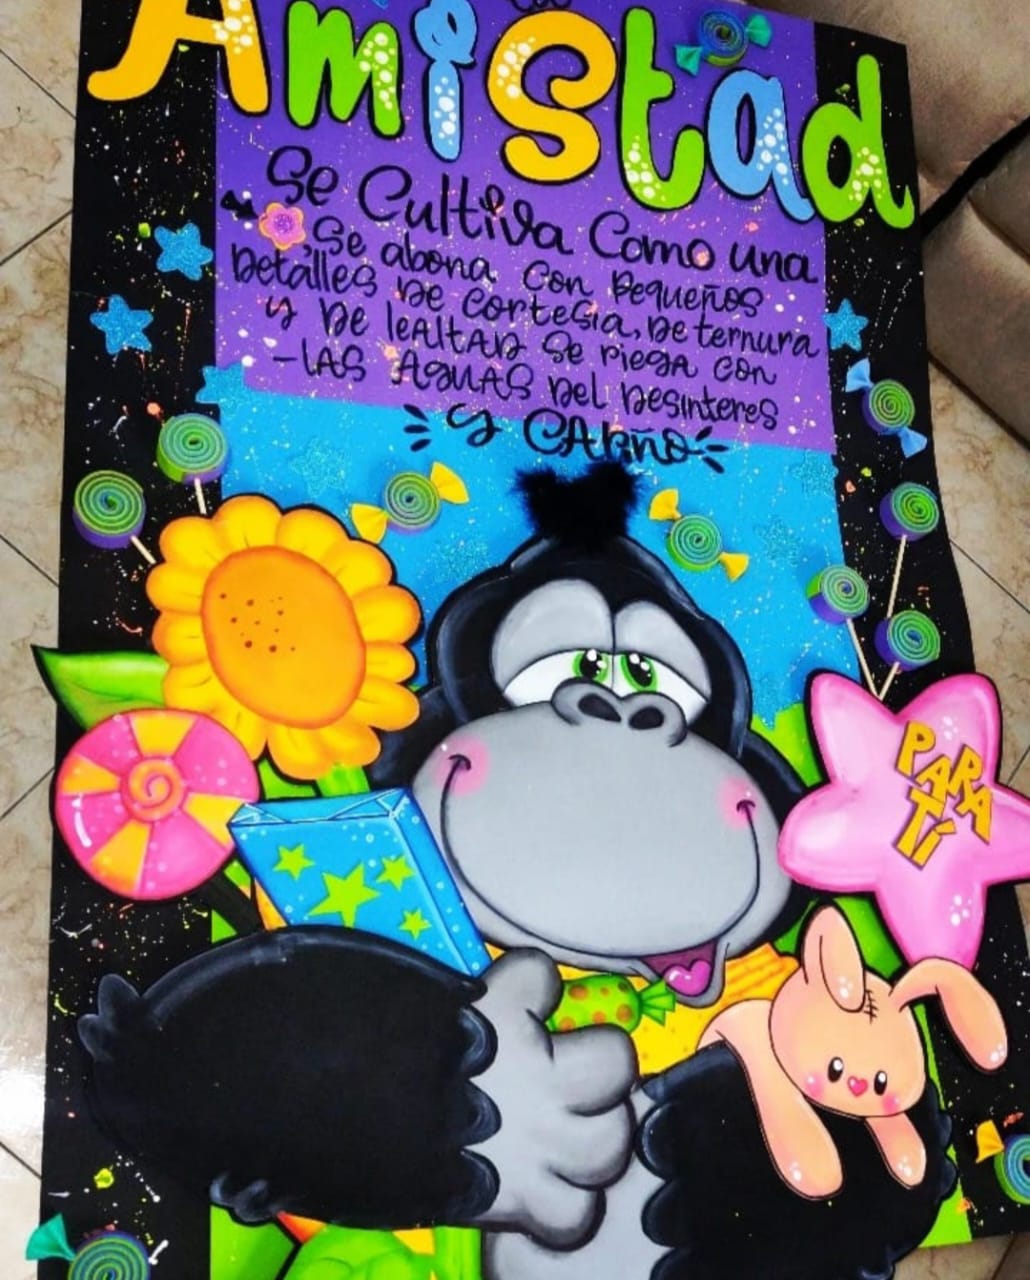 La
Amistad
Se Cultiva Como una
Se abona con pequeños
Detalles De cortesia, De ternura
y De leALtAD se riega con
-LAS AguAS Del Desinteres
y CAriño
PARA
Tí